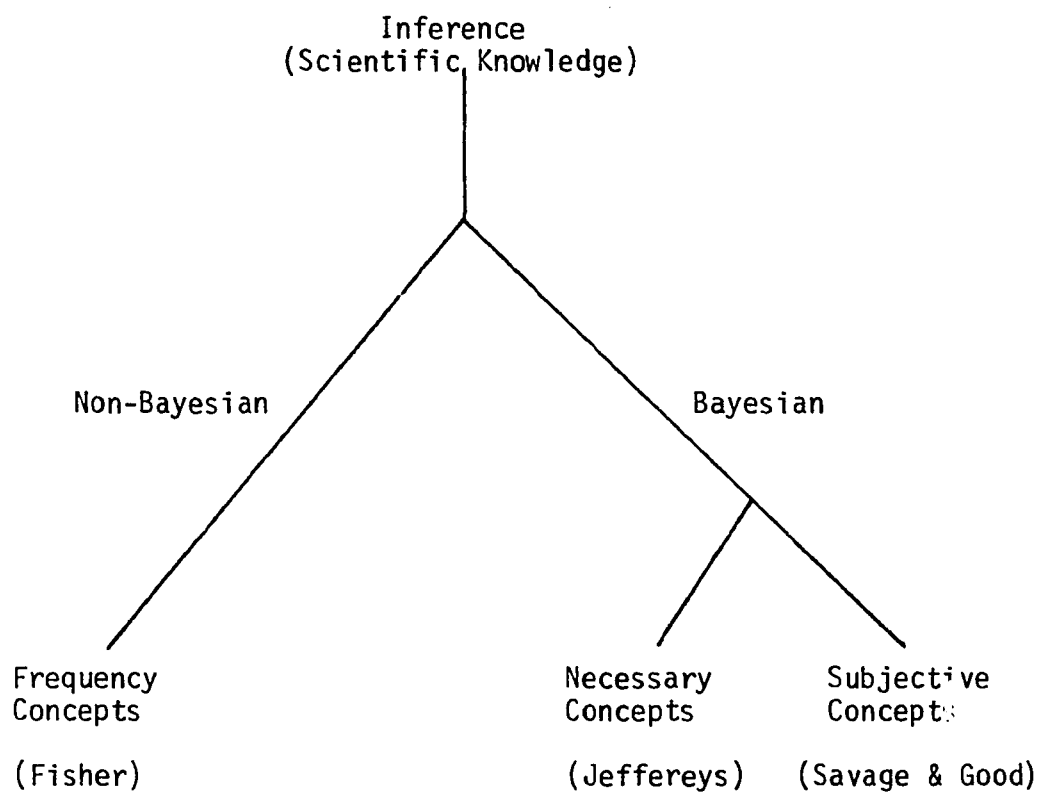 Inference
(Scientific Knowledge)
Non-Bayesian
Bayesian
Frequency
Concepts
(Fisher)
Necessary
Concepts
(Jeffereys)
Subjective
Concepts
(Savage & Good)